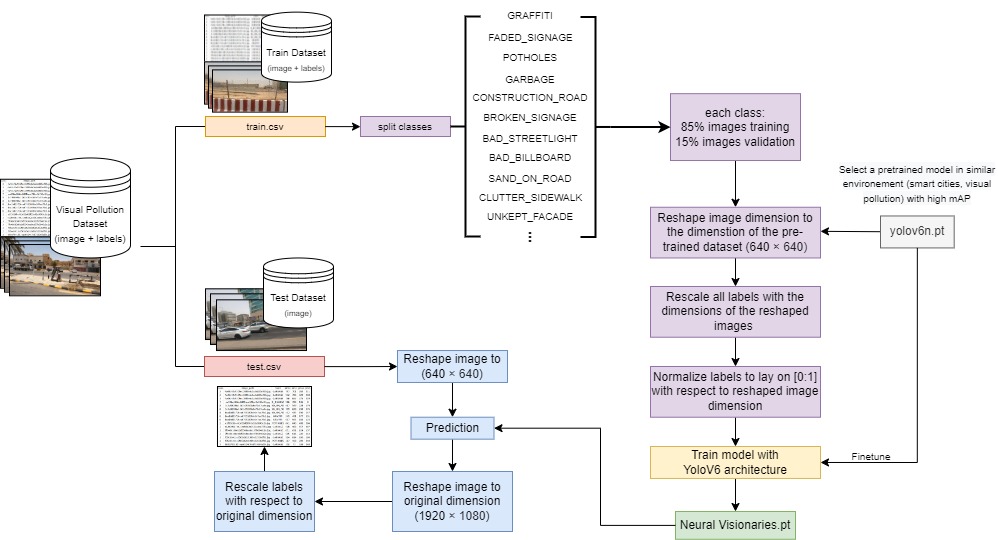 Train Dataset
(image + labels)
train.csv
split classes
GRAFFITI
FADED_SIGNAGE
POTHOLES
GARBAGE
CONSTRUCTION_ROAD
BROKEN_SIGNAGE
BAD_STREETLIGHT
BAD_BILLBOARD
SAND_ON_ROAD
CLUTTER_SIDEWALK
UNKEPT_FACADE
each class:
85% images training
15% images validation
Select a pretrained model in similar
environement (smart cities, visual
pollution) with high mAP
yolov6n.pt
Reshape image dimension to
the dimenstion of the pre-
trained dataset (640 × 640)
Rescale all labels with the
dimensions of the reshaped
images
Normalize labels to lay on [0:1]
with respect to reshaped image
dimension
Train model with
YoloV6 architecture
Finetune
Neural Visionaries.pt
Visual Pollution
Dataset
(image + labels)
Test Dataset
(image)
test.csv
Reshape image to
(640 × 640)
Prediction
Reshape image to
original dimension
(1920 × 1080)
Rescale labels
with respect to
original dimension